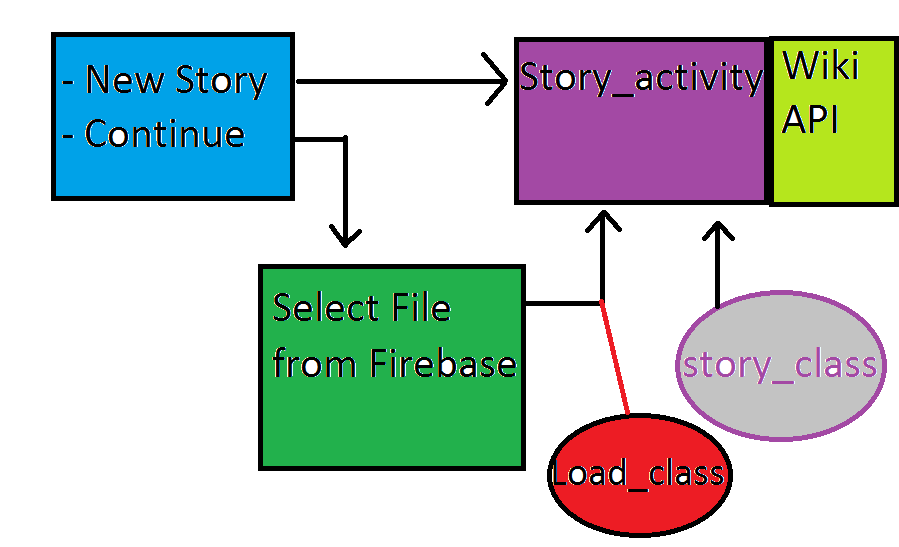 - New Story
- Continue
Story_activity
Wiki
API
Select File
from Firebase
story_class
Load_class